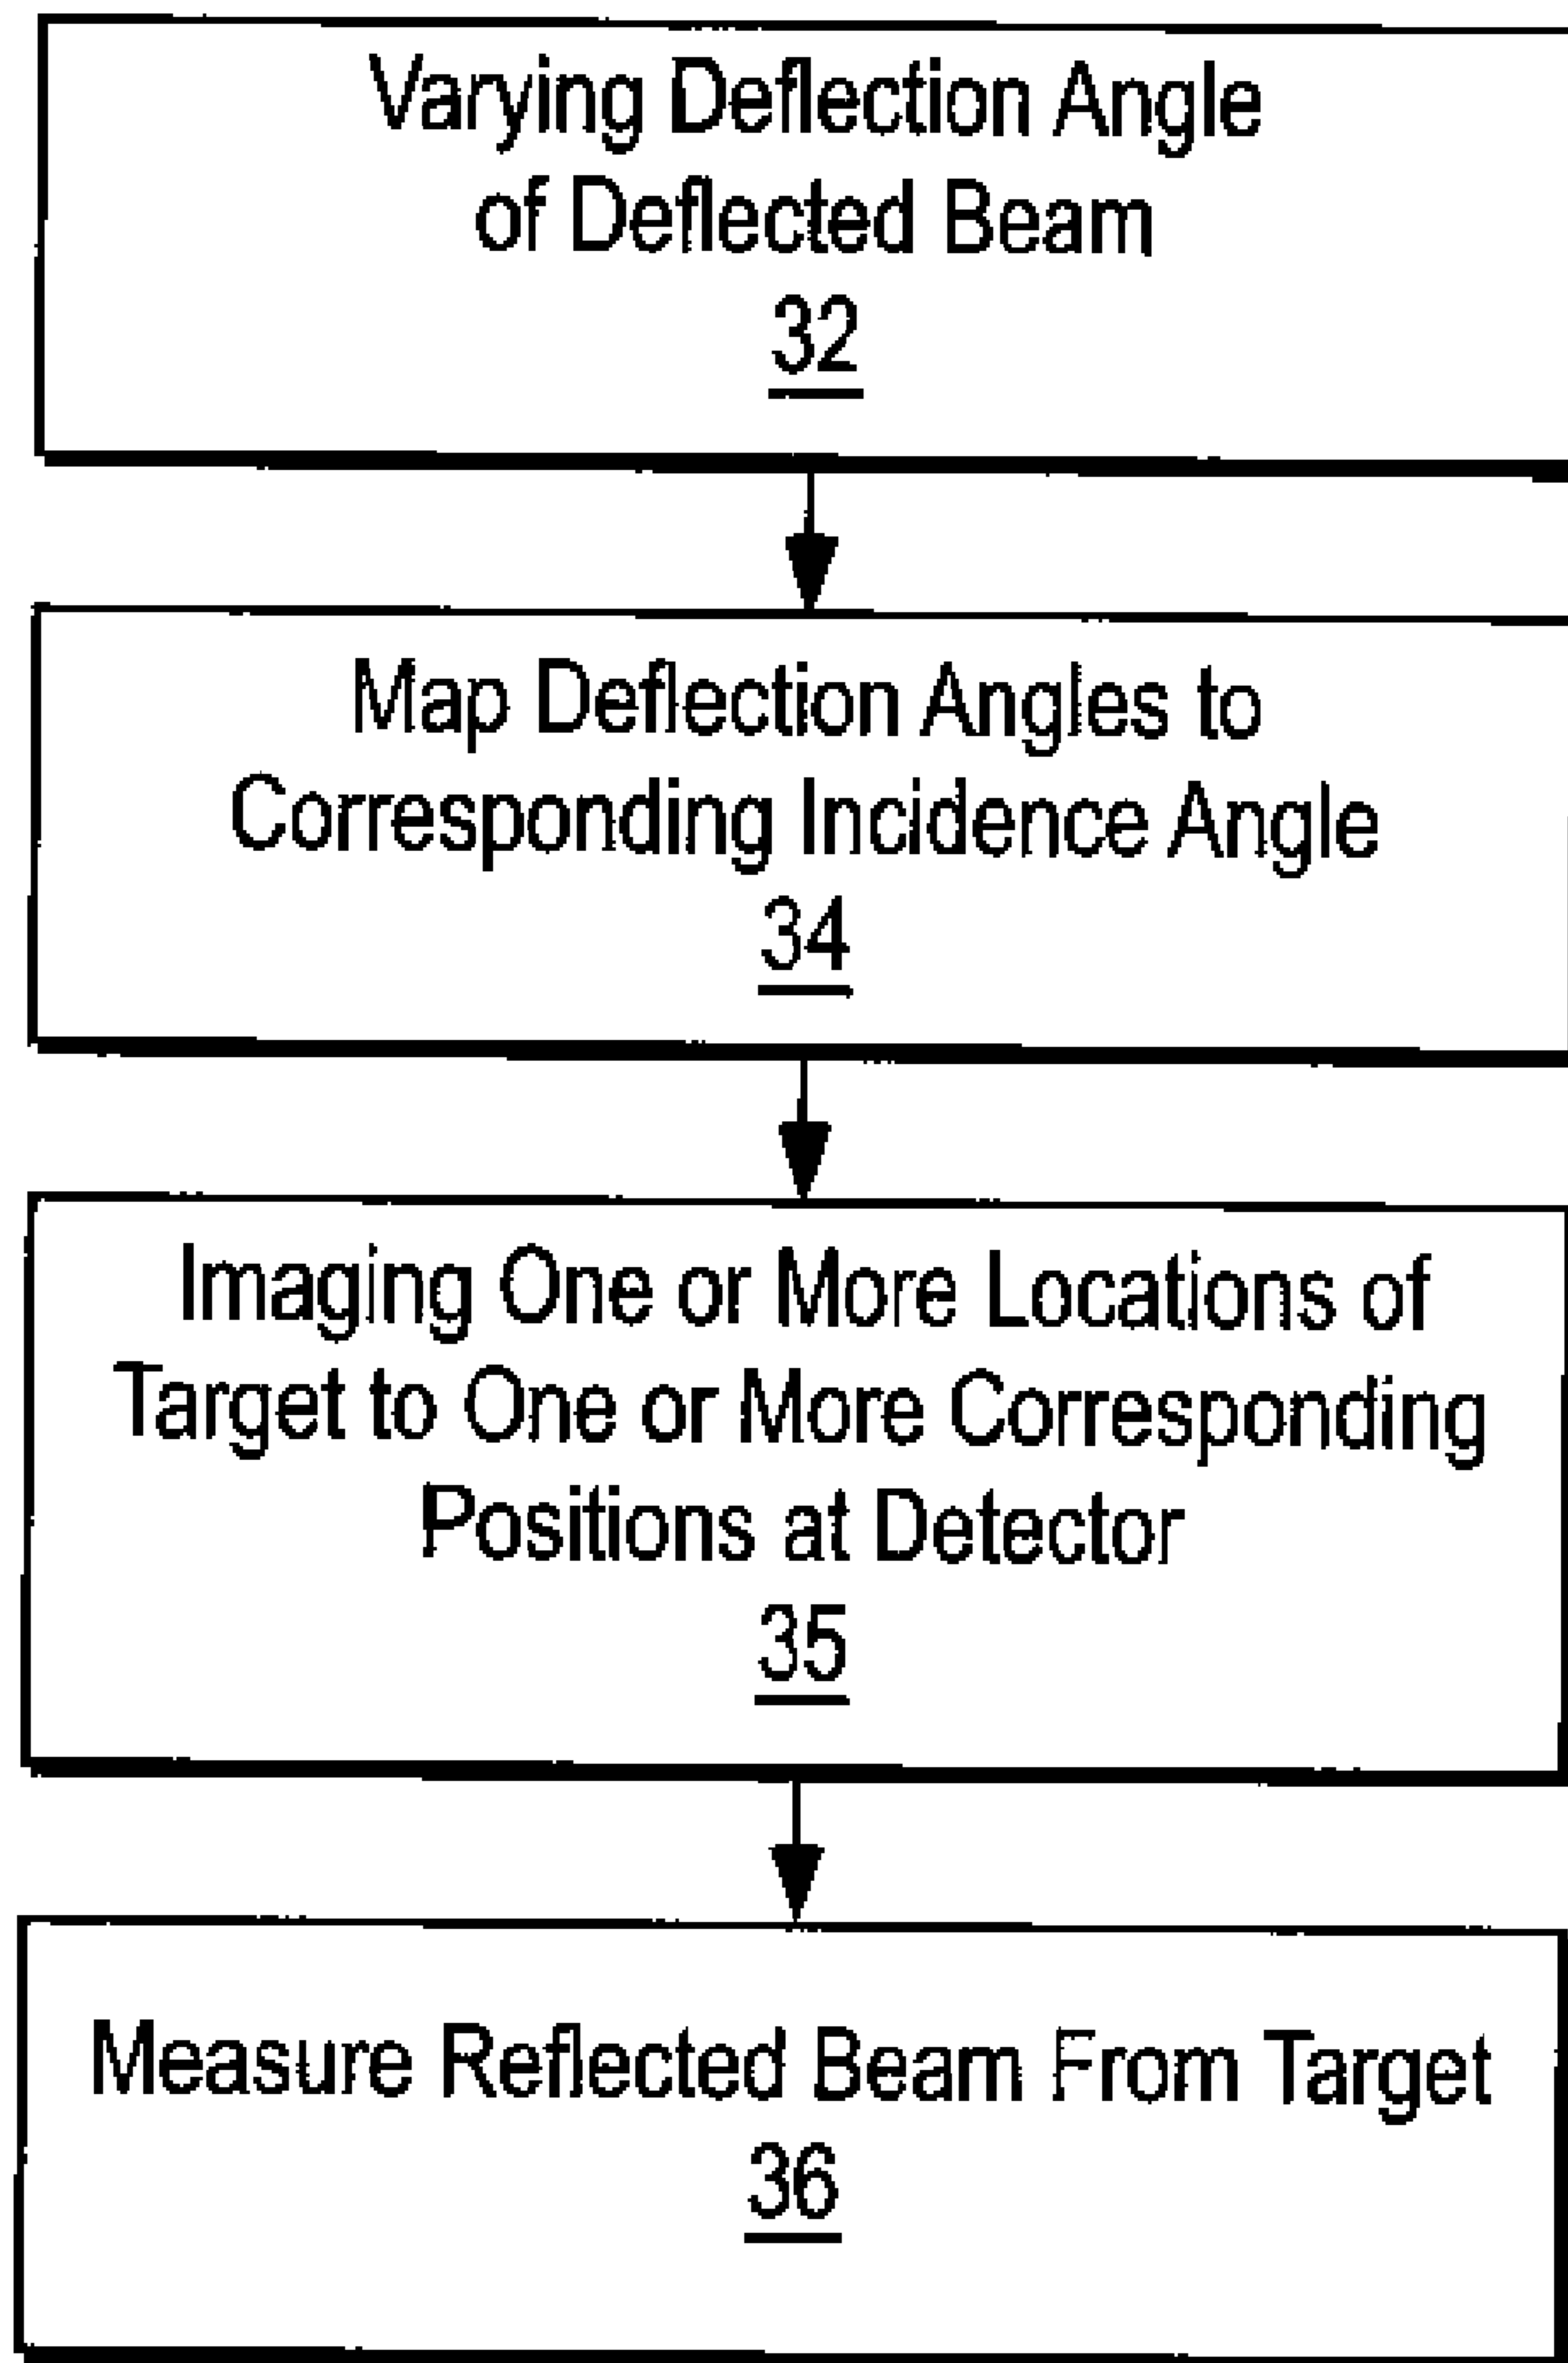 Varying Deflection Angle
of Deflected Beam
32
Map Deflection Angles to
Corresponding Incidence Angle
34
Imaging One or More Locations of
Target to One or More Corresponding
Positions at Detector
35
Measure Reflected Beam From Target
36